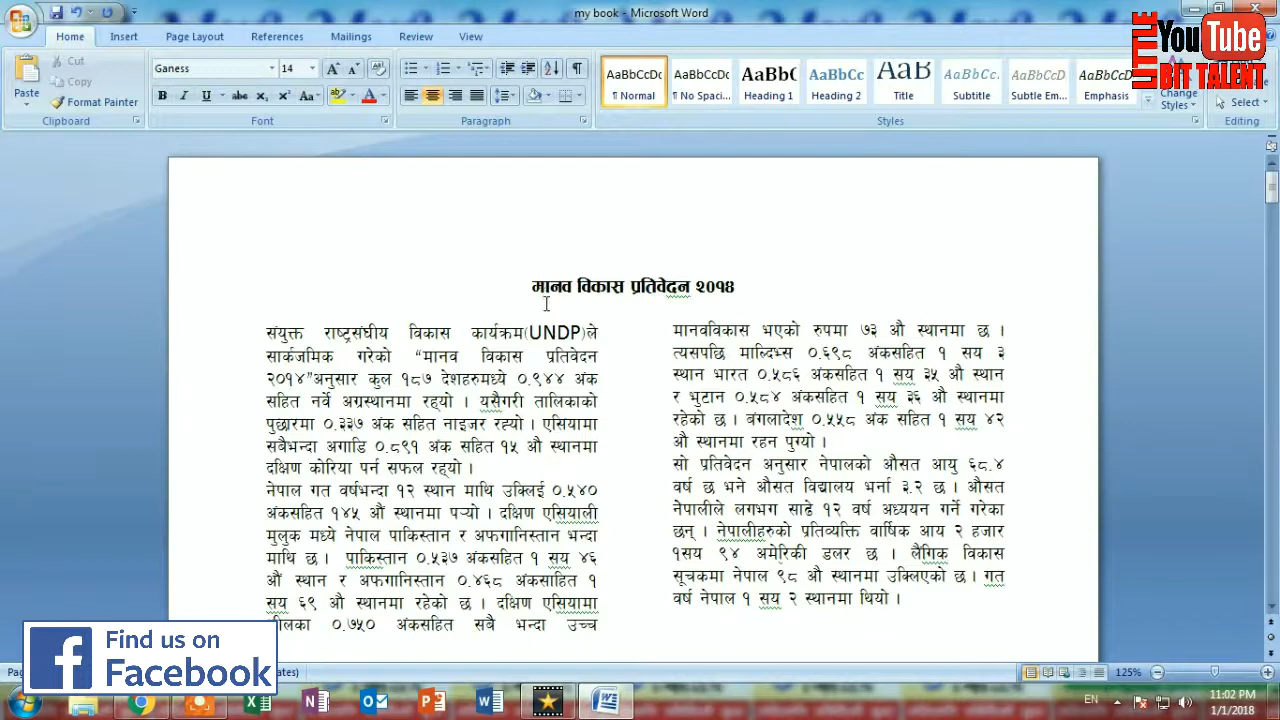 my book - Microsoft Word
Home Insert Page Layout References Mailings Review View
LITTLE
YouTube
BIT TALENT
Paste
Cut
Copy
Format Painter
Clipboard
Ganess 14
Font
Paragraph
AaBbCcDc AaBbCcDc AaBbC AaBbCc AaB AaBbCc. AaBbCcD AaBbCcDc
¶ Normal ¶ No Spaci... Heading 1 Heading 2 Title Subtitle Subtle Em... Emphasis
Styles
Change Styles
Select
Editing
मानव विकास प्रतिवेदन २०१४
संयुक्त राष्ट्रसंघीय विकास कार्यक्रम(UNDP)ले
सार्कजमिक गरेको “मानव विकास प्रतिवेदन
२०१४”अनुसार कुल १८७ देशहरुमध्ये ०.९४४ अंक
सहित नर्वे अग्रस्थानमा रह्यो । यसैगरी तालिकाको
पुछारमा ०.३३७ अंक सहित नाइजर रह्यो । एसियामा
सबैभन्दा अगाडि ०.८९१ अंक सहित १५ औ स्थानमा
दक्षिण कोरिया पर्न सफल रह्यो ।
नेपाल गत वर्षभन्दा १२ स्थान माथि उक्लिई ०.५४०
अंकसहित १४५ औं स्थानमा पऱ्यो । दक्षिण एसियाली
मुलुक मध्ये नेपाल पाकिस्तान र अफगानिस्तान भन्दा
माथि छ । पाकिस्तान ०.५३७ अंकसहित १ सय ४६
औं स्थान र अफगानिस्तान ०.४६८ अंकसाहित १
सय ६९ औ स्थानमा रहेको छ । दक्षिण एसियामा
०.७५० अंकसहित सबै भन्दा उच्च
मानवविकास भएको रुपमा ७३ औ स्थानमा छ ।
त्यसपछि माल्दिभ्स ०.६९८ अंकसहित १ सय ३
स्थान भारत ०.५८६ अंकसहित १ सय ३५ औ स्थान
र भुटान ०.५८४ अंकसहित १ सय ३६ औ स्थानमा
रहेको छ । वंगलादेश ०.५५८ अंक सहित १ सय ४२
औ स्थानमा रहन पुग्यो ।
सो प्रतिवेदन अनुसार नेपालको औसत आयु ६८.४
वर्ष छ भने औसत विद्यालय भर्ना ३.२ छ । औसत
नेपालीले लगभग साढे १२ वर्ष अध्ययन गर्ने गरेका
छन् । नेपालीहरुको प्रतिव्यक्ति वार्षिक आय २ हजार
१सय ९४ अमेरिकी डलर छ । लैंगिक विकास
सूचकमा नेपाल ९८ औ स्थानमा उक्लिएको छ । गत
वर्ष नेपाल १ सय २ स्थानमा थियो ।
Find us on
Facebook
125%
EN
11:02 PM
1/1/2018